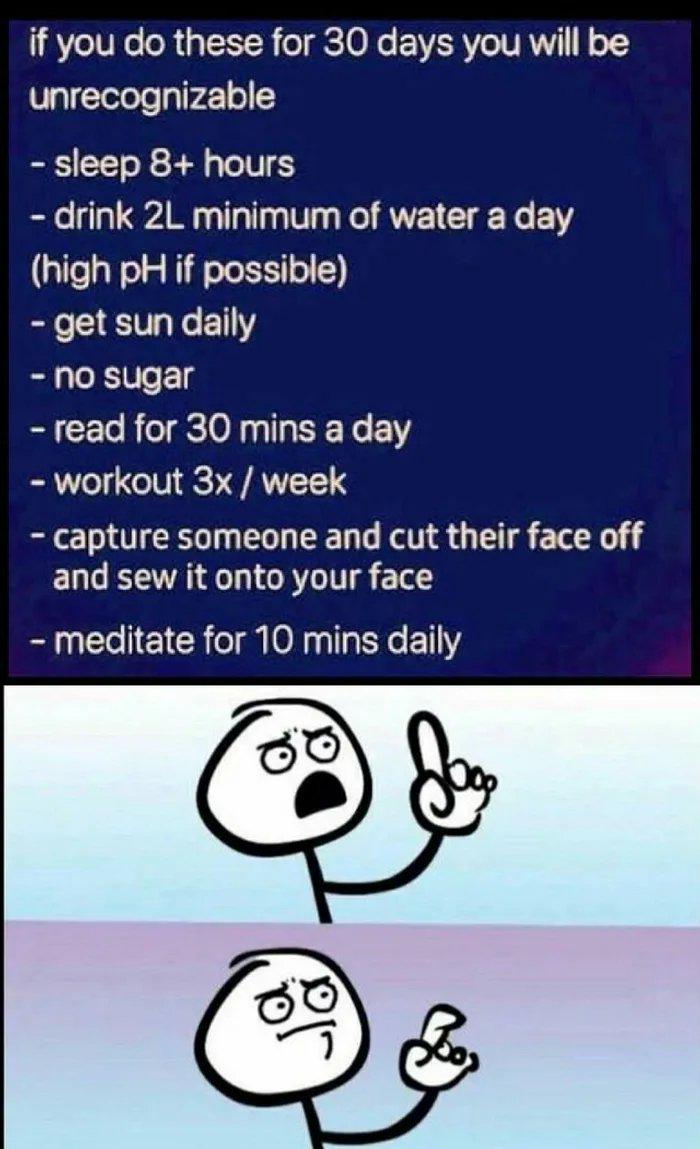 if you do these for 30 days you will be
unrecognizable
- sleep 8+ hours
- drink 2L minimum of water a day
(high pH if possible)
- get sun daily
- no sugar
- read for 30 mins a day
- workout 3x / week
- capture someone and cut their face off
and sew it onto your face
- meditate for 10 mins daily